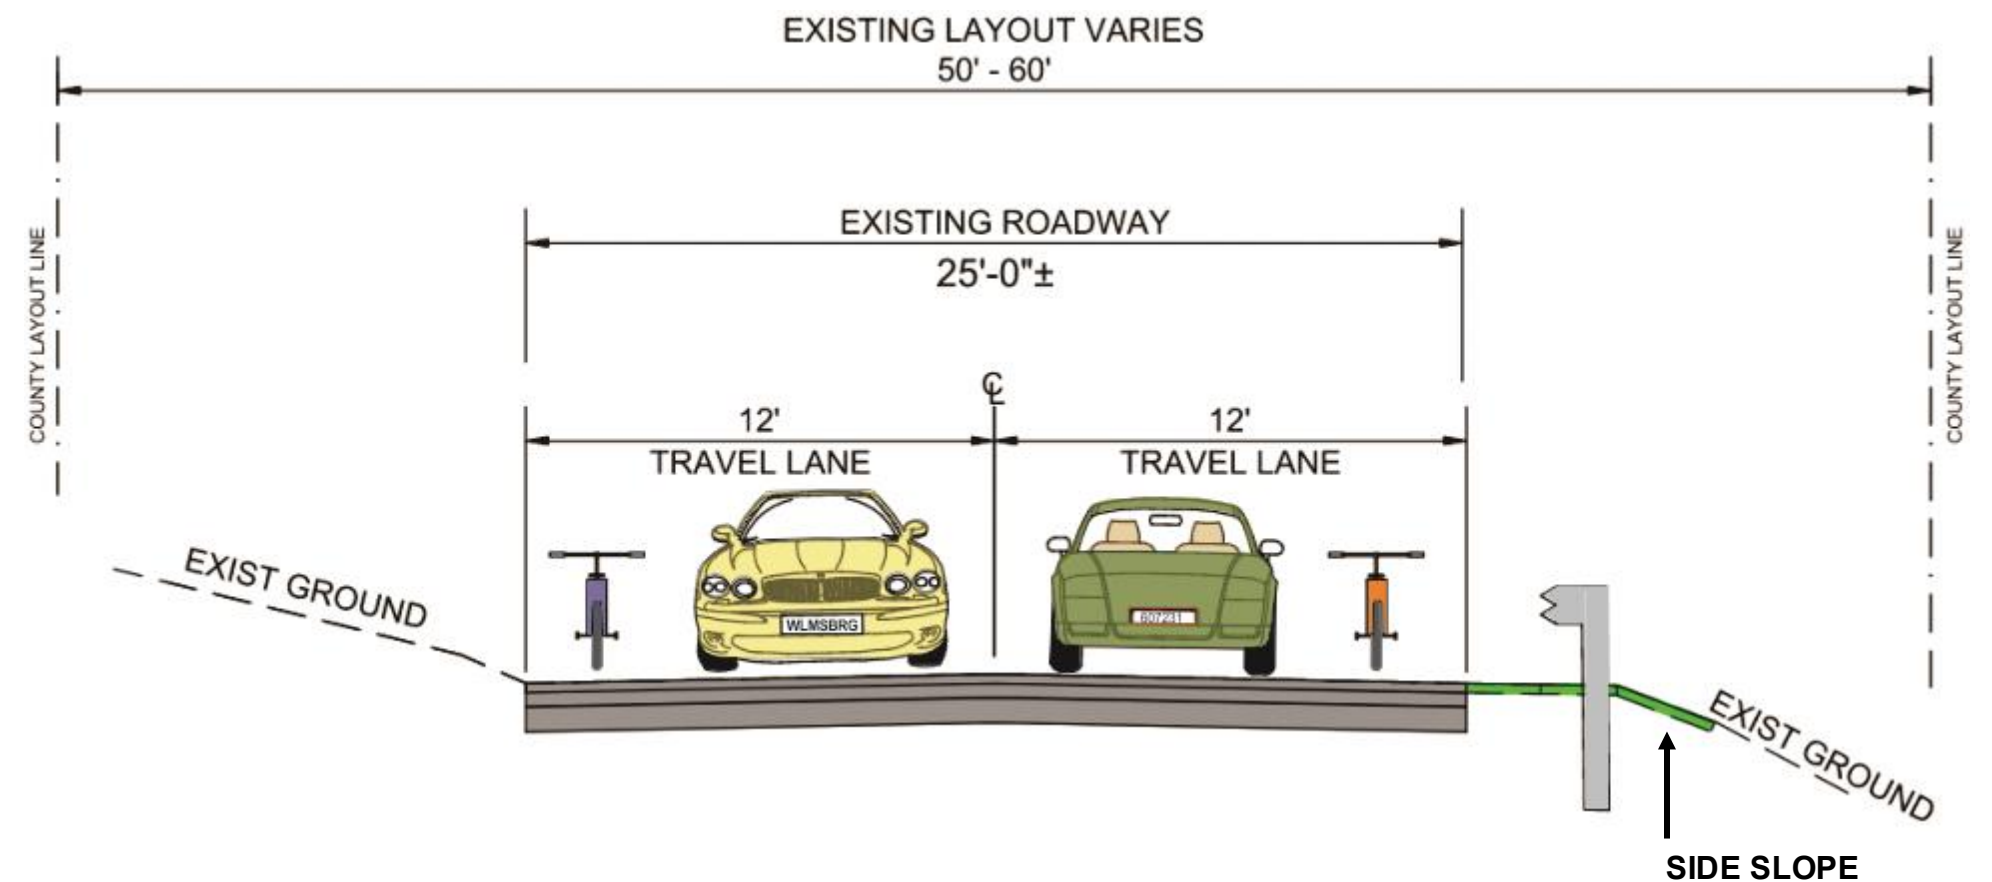 EXISTING LAYOUT VARIES
50' - 60'
COUNTY LAYOUT LINE
COUNTY LAYOUT LINE
EXISTING ROADWAY
25'-0"±
℄
12'
12'
TRAVEL LANE
TRAVEL LANE
EXIST GROUND
WLMSBRG
607231
EXIST GROUND
SIDE SLOPE